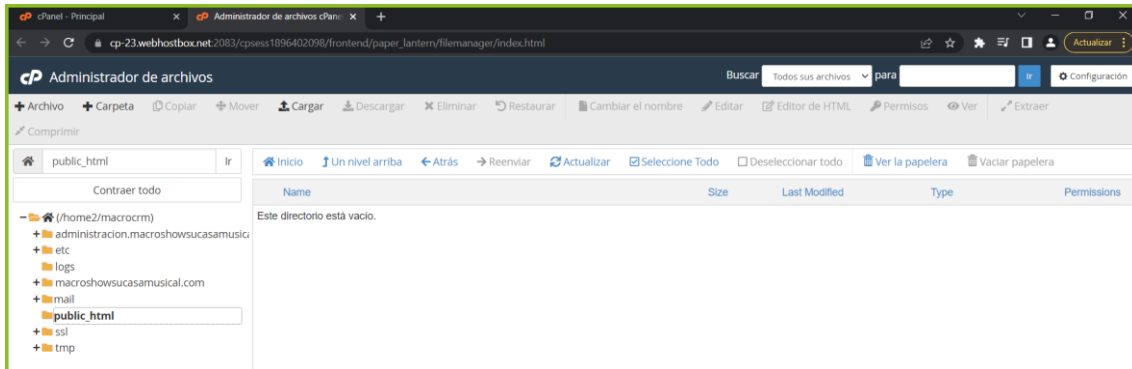 cPanel - Principal
Administrador de archivos cPane
cp-23.webhostbox.net:2083/cpsess1896402098/frontend/paper_lantern/filemanager/index.html
Actualizar
cP Administrador de archivos
Buscar Todos sus archivos para Ir Configuración
Archivo Carpeta Copiar Mover Cargar Descargar Eliminar Restaurar Cambiar el nombre Editar Editor de HTML Permisos Ver Extraer
Comprimir
public_html Ir Inicio Un nivel arriba Atrás Reenviar Actualizar Seleccione Todo Deseleccionar todo Ver la papelera Vaciar papelera
Contraer todo
Name Size Last Modified Type Permissions
Este directorio está vacío.
(/home2/macrocrm)
administracion.macroshowsucasamusica
etc
logs
macroshowsucasamusical.com
mail
public_html
ssl
tmp